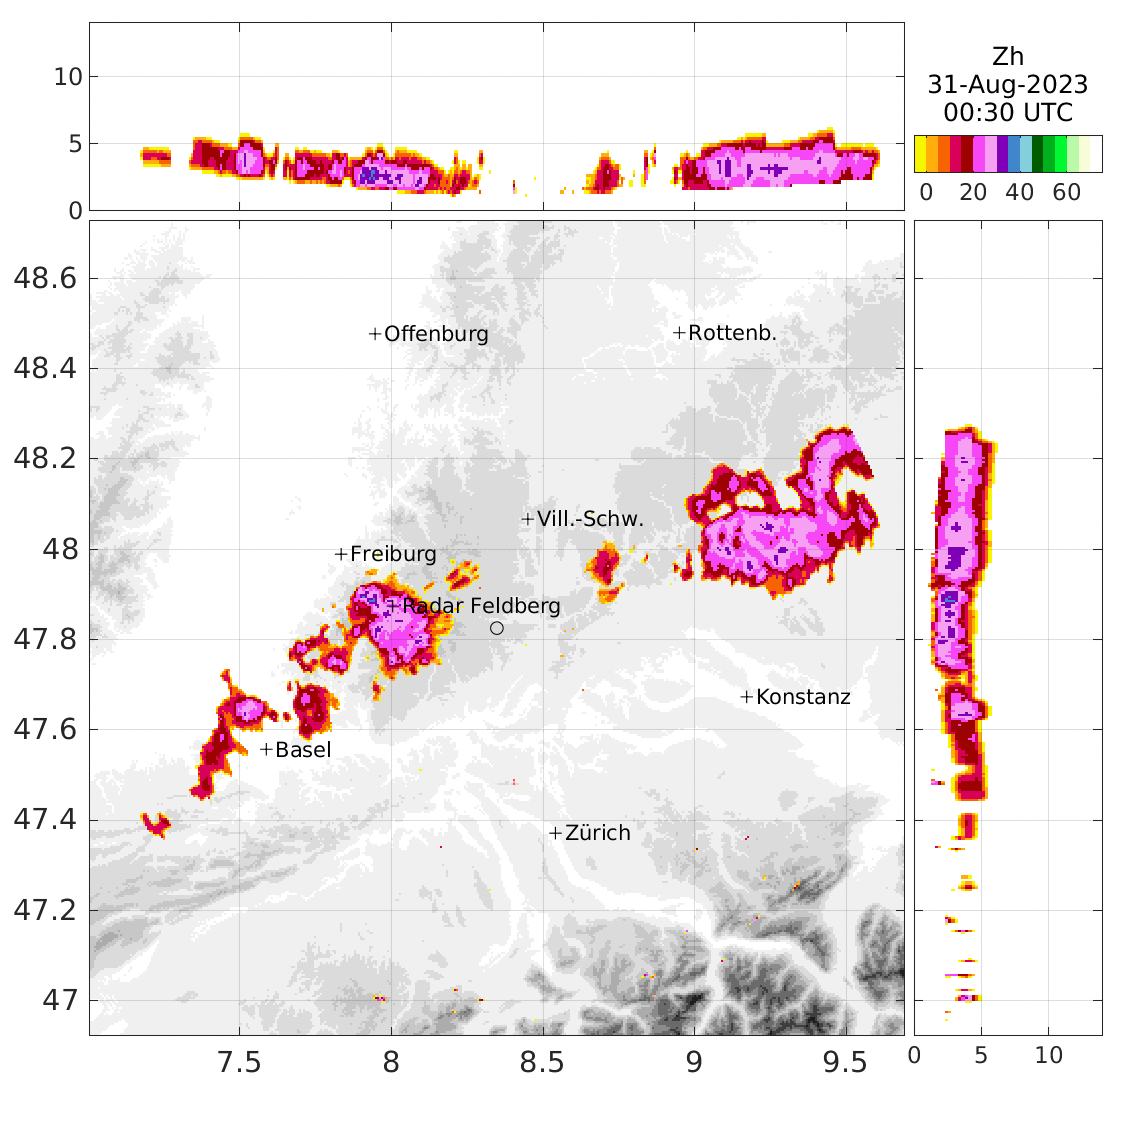 Zh
31-Aug-2023
00:30 UTC
10
5
0
0 20 40 60
48.6
48.4
48.2
48
47.8
47.6
47.4
47.2
47
+Offenburg
+Rottenb.
+Vill.-Schw.
+Freiburg
+Radar Feldberg
+Konstanz
+Basel
+Zürich
7.5 8 8.5 9 9.5
0 5 10